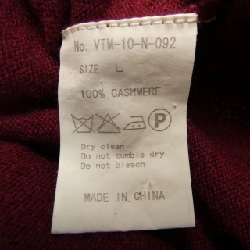 No. VTM-10-N-092
SIZE L
100% CASHMERE
P
Dry clean
Do not tumble dry
Do not bleach
MADE IN CHINA